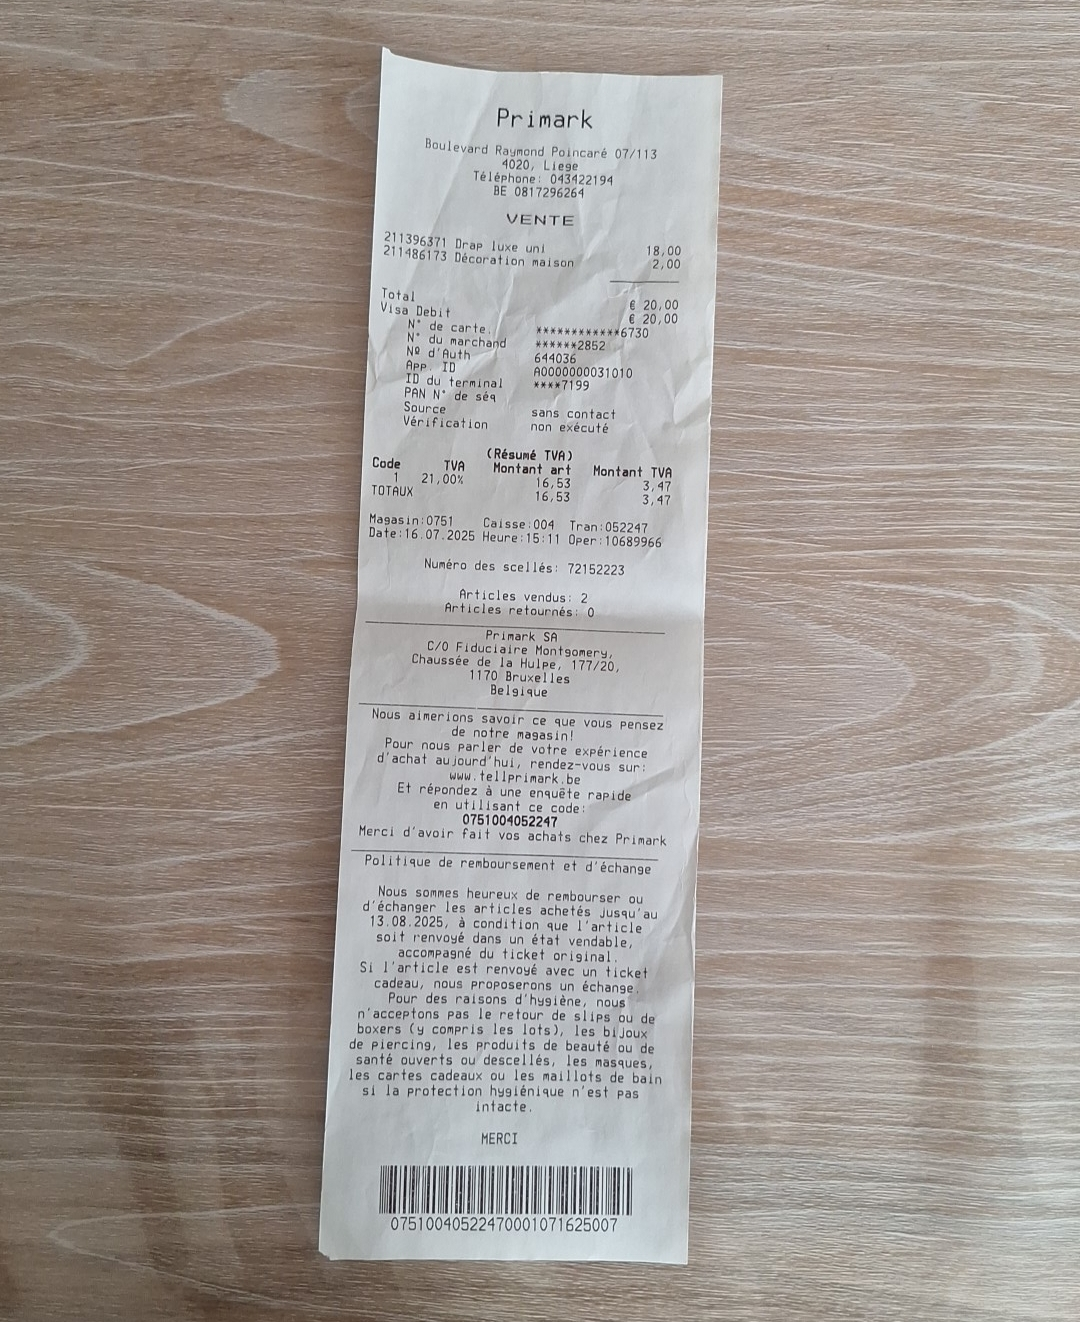 Primark
Boulevard Raymond Poincaré 07/113
4020, Liege
Téléphone: 043422194
BE 0817296264
VENTE
211396371 Drap luxe uni 18,00
211486173 Décoration maison 2,00
Total € 20,00
Visa Debit € 20,00
N° de carte. ************6730
N° du marchand ******2852
Nº d'Auth 644036
App. ID A0000000031010
ID du terminal ****7199
PAN N° de séq
Source sans contact
Vérification non exécuté
(Résumé TVA)
Code TVA Montant art Montant TVA
1 21,00% 16,53 3,47
TOTAUX 16,53 3,47
Magasin:0751 Caisse:004 Tran:052247
Date:16.07.2025 Heure:15:11 Oper:10689966
Numéro des scellés: 72152223
Articles vendus: 2
Articles retournés: 0
Primark SA
C/O Fiduciaire Montgomery,
Chaussée de la Hulpe, 177/20,
1170 Bruxelles
Belgique
Nous aimerions savoir ce que vous pensez
de notre magasin!
Pour nous parler de votre expérience
d'achat aujourd'hui, rendez-vous sur:
www.tellprimark.be
Et répondez à une enquête rapide
en utilisant ce code:
0751004052247
Merci d'avoir fait vos achats chez Primark
Politique de remboursement et d'échange
Nous sommes heureux de rembourser ou
d'échanger les articles achetés jusqu'au
13.08.2025, à condition que l'article
soit renvoyé dans un état vendable,
accompagné du ticket original.
Si l'article est renvoyé avec un ticket
cadeau, nous proposerons un échange.
Pour des raisons d'hygiène, nous
n'acceptons pas le retour de slips ou de
boxers (y compris les lots), les bijoux
de piercing, les produits de beauté ou de
santé ouverts ou descellés, les masques,
les cartes cadeaux ou les maillots de bain
si la protection hygiénique n'est pas
intacte.
MERCI
07510040522470001071625007